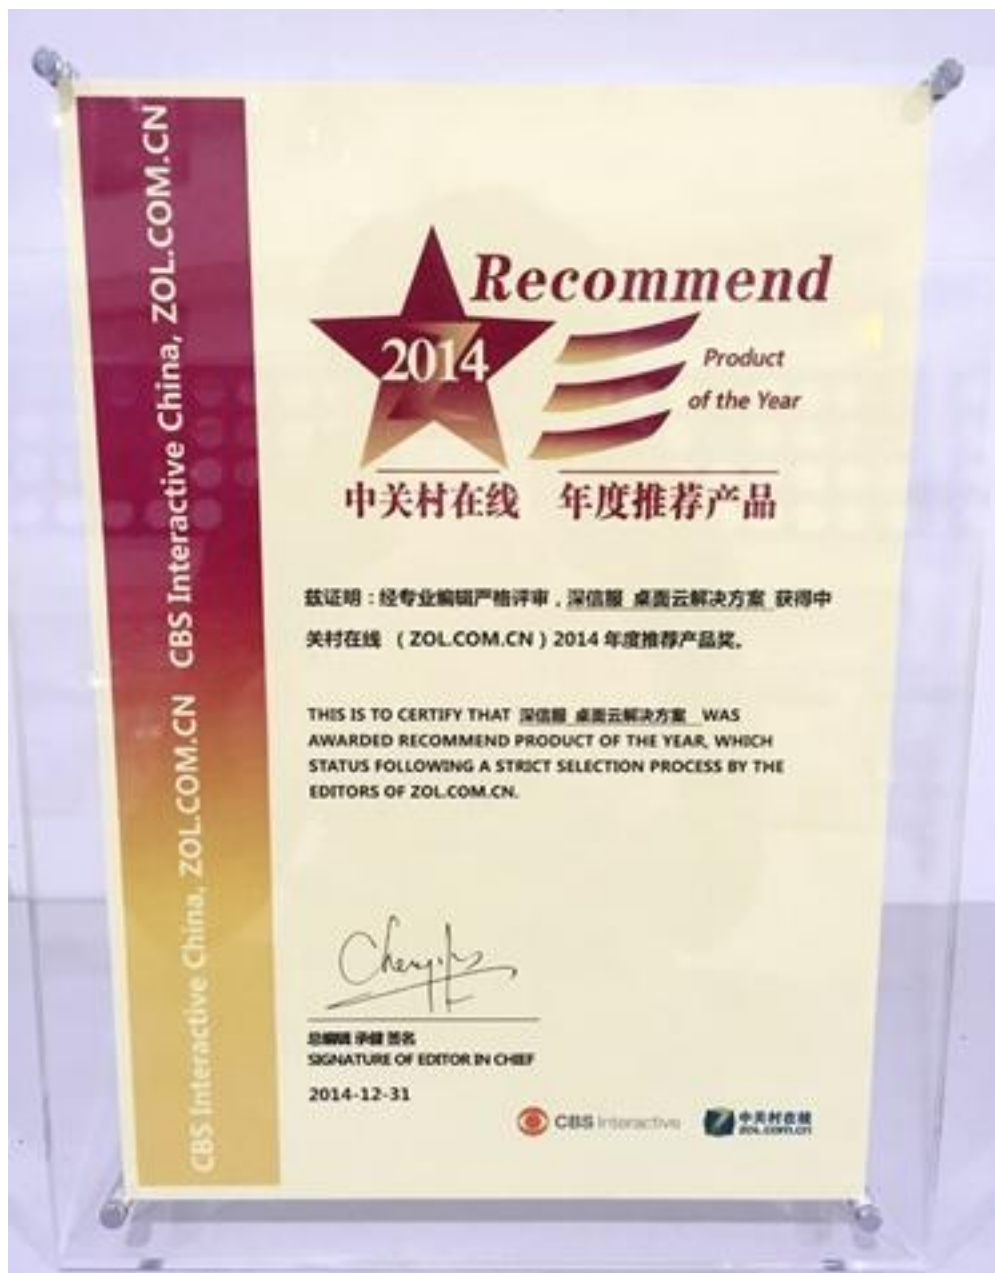 CBS Interactive China, ZOL.COM.CN CBS Interactive China, ZOL.COM.CN
Recommend
2014
Product
of the Year
中关村在线 年度推荐产品
兹证明：经专业编辑严格评审，深信服 桌面云解决方案 获得中
关村在线 （ZOL.COM.CN）2014 年度推荐产品奖。
THIS IS TO CERTIFY THAT 深信服 桌面云解决方案 WAS
AWARDED RECOMMEND PRODUCT OF THE YEAR, WHICH
STATUS FOLLOWING A STRICT SELECTION PROCESS BY THE
EDITORS OF ZOL.COM.CN.
总编辑 承健 签名
SIGNATURE OF EDITOR IN CHIEF
2014-12-31
CBS Interactive
中关村在线
ZOL.COM.CN